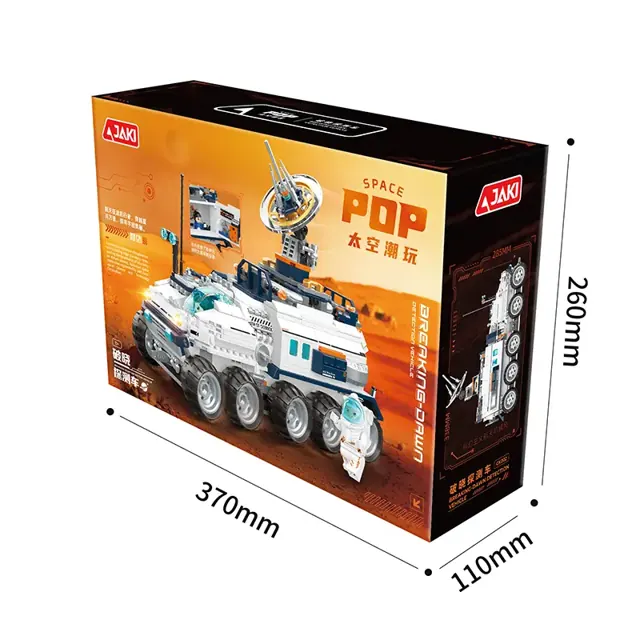 JAKI
SPACE
POP
太空潮玩
BREAKING-DAWN
DETECTION VEHICLE
破晓
探测车
JAKI
破晓探测车
BREAKING DAWN DETECTION
VEHICLE
260mm
370mm
110mm